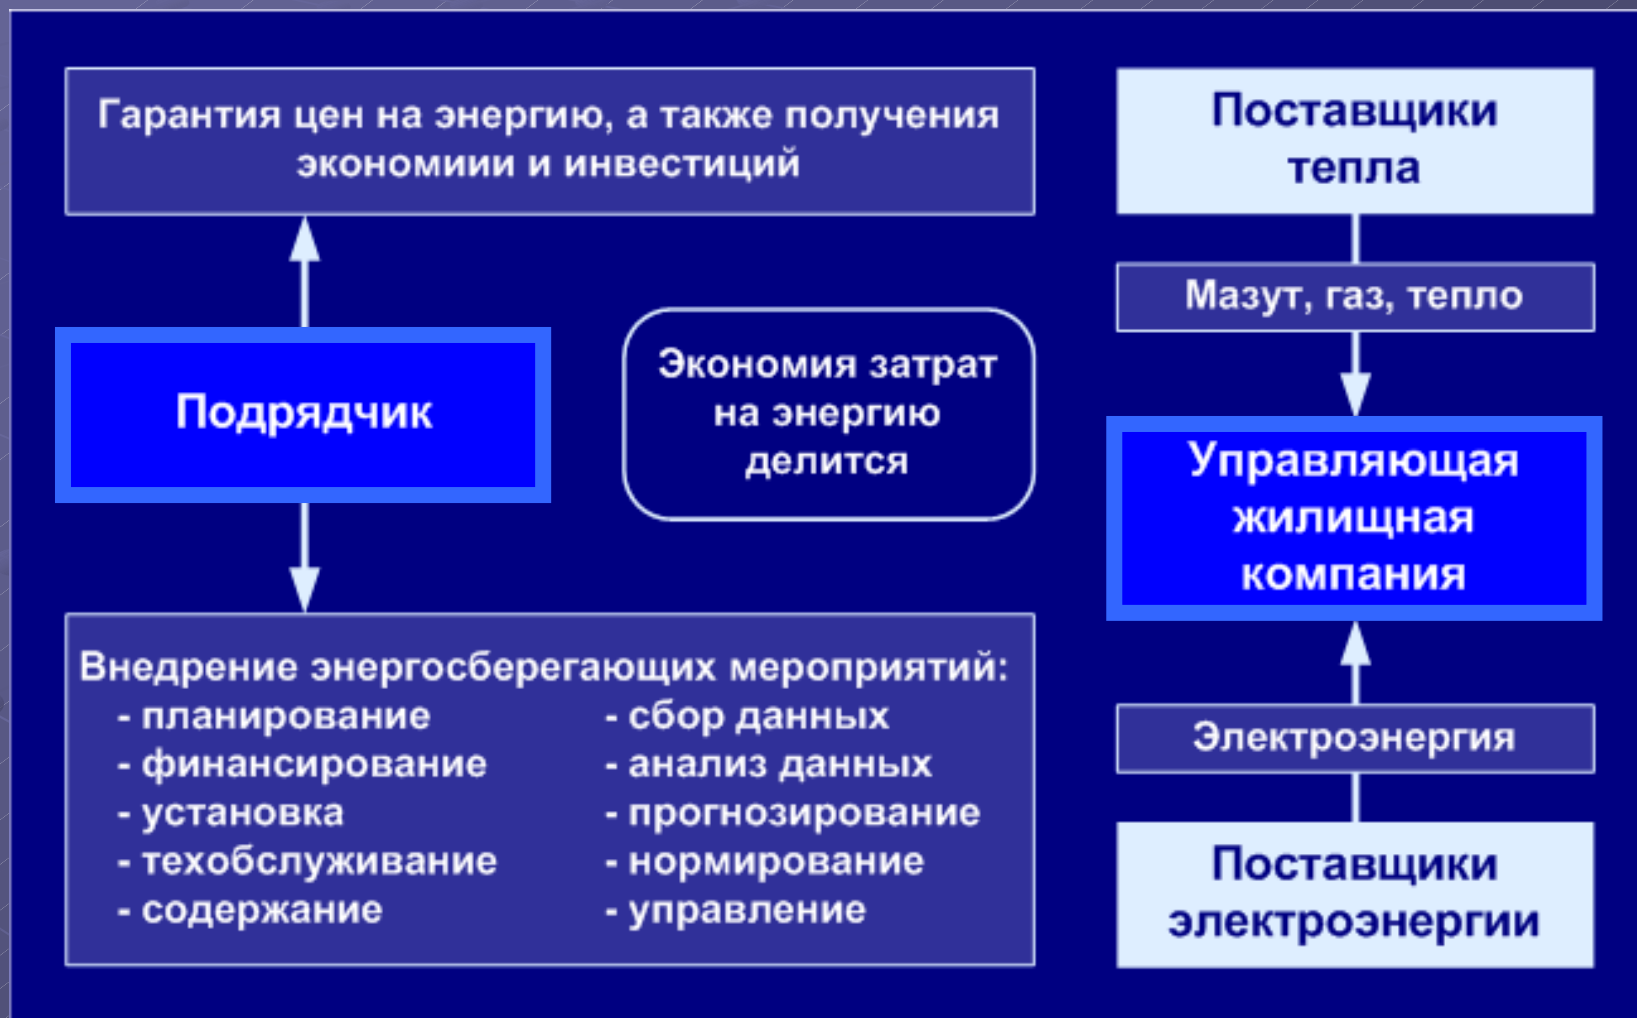 Гарантия цен на энергию, а также получения
экономиии и инвестиций
Подрядчик
Экономия затрат
на энергию
делится
Внедрение энергосберегающих мероприятий:
- планирование
- финансирование
- установка
- техобслуживание
- содержание
- сбор данных
- анализ данных
- прогнозирование
- нормирование
- управление
Поставщики
тепла
Мазут, газ, тепло
Управляющая
жилищная
компания
Электроэнергия
Поставщики
электроэнергии